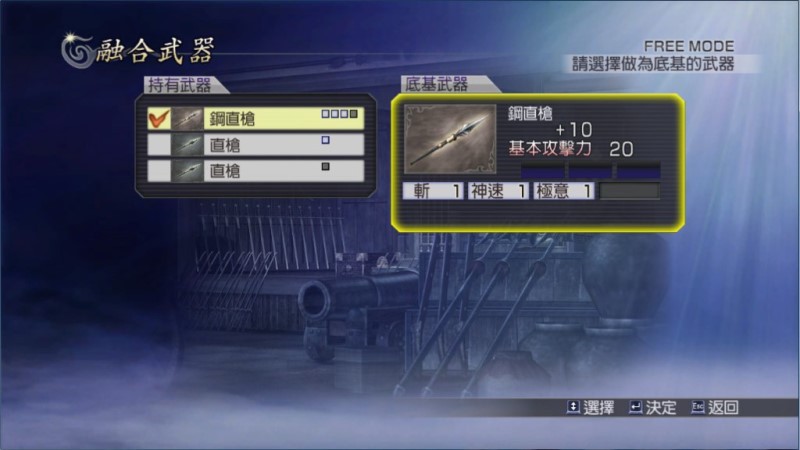 融合武器
FREE MODE
請選擇做為底基的武器
持有武器
鋼直槍
直槍
直槍
底基武器
鋼直槍
+10
基本攻擊力 20
斬 1 神速 1 極意 1
選擇 決定 Esc 返回